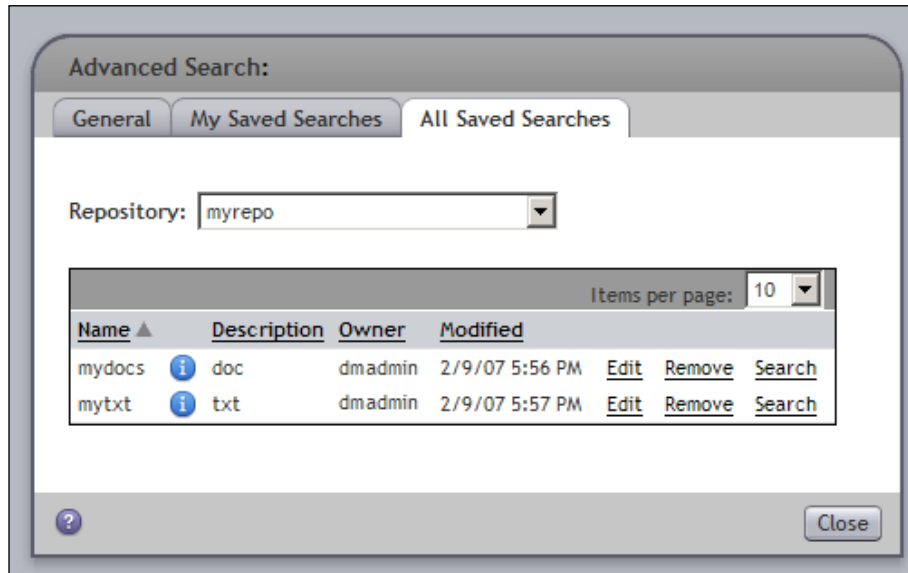 Advanced Search:
General My Saved Searches All Saved Searches
Repository: myrepo
Items per page: 10
Name Description Owner Modified
mydocs i doc dmadmin 2/9/07 5:56 PM Edit Remove Search
mytxt i txt dmadmin 2/9/07 5:57 PM Edit Remove Search
? Close